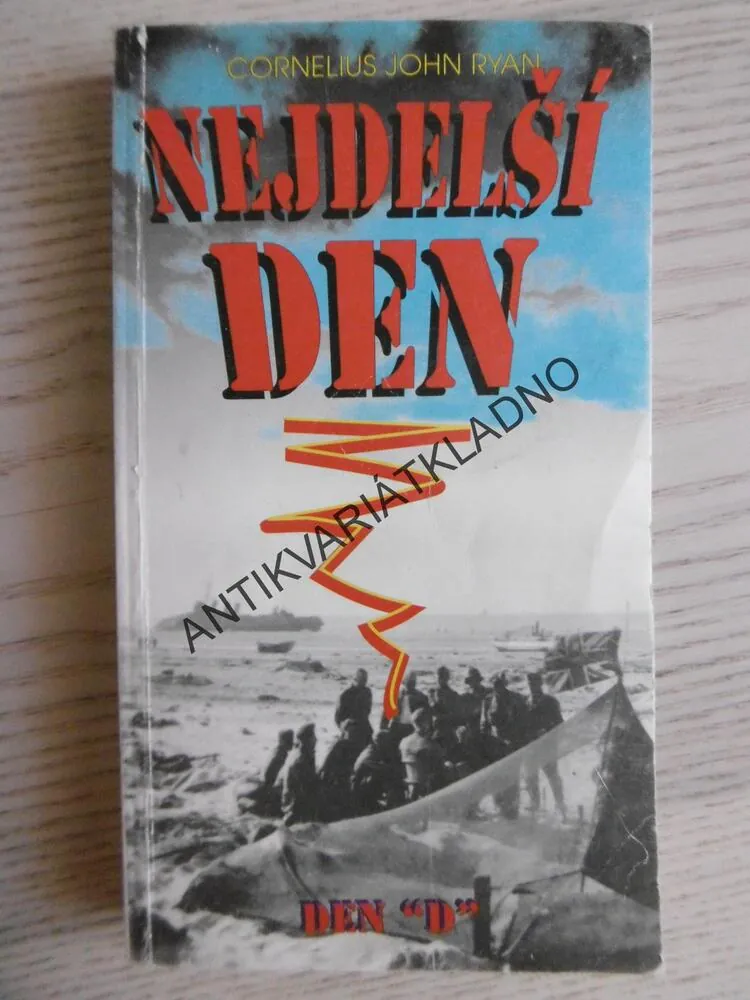 CORNELIUS JOHN RYAN
NEJDELŠÍ
DEN
ANTIKVARIÁTKLADNO
DEN “D”